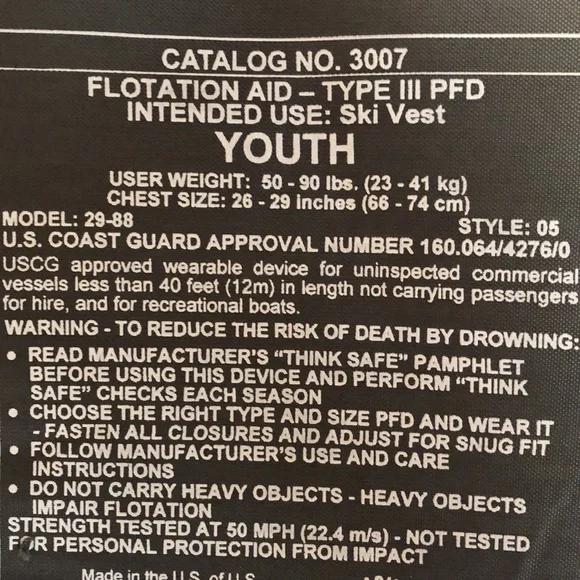 CATALOG NO. 3007
FLOTATION AID – TYPE III PFD
INTENDED USE: Ski Vest
YOUTH
USER WEIGHT: 50 - 90 lbs. (23 - 41 kg)
CHEST SIZE: 26 - 29 inches (66 - 74 cm)
MODEL: 29-88 STYLE: 05
U.S. COAST GUARD APPROVAL NUMBER 160.064/4276/0
USCG approved wearable device for uninspected commercial
vessels less than 40 feet (12m) in length not carrying passengers
for hire, and for recreational boats.
WARNING - TO REDUCE THE RISK OF DEATH BY DROWNING:
• READ MANUFACTURER'S "THINK SAFE" PAMPHLET
BEFORE USING THIS DEVICE AND PERFORM "THINK
SAFE" CHECKS EACH SEASON
• CHOOSE THE RIGHT TYPE AND SIZE PFD AND WEAR IT
- FASTEN ALL CLOSURES AND ADJUST FOR SNUG FIT
• FOLLOW MANUFACTURER'S USE AND CARE
INSTRUCTIONS
• DO NOT CARRY HEAVY OBJECTS - HEAVY OBJECTS
IMPAIR FLOTATION
STRENGTH TESTED AT 50 MPH (22.4 m/s) - NOT TESTED
FOR PERSONAL PROTECTION FROM IMPACT
Made in the U.S. of U.S.